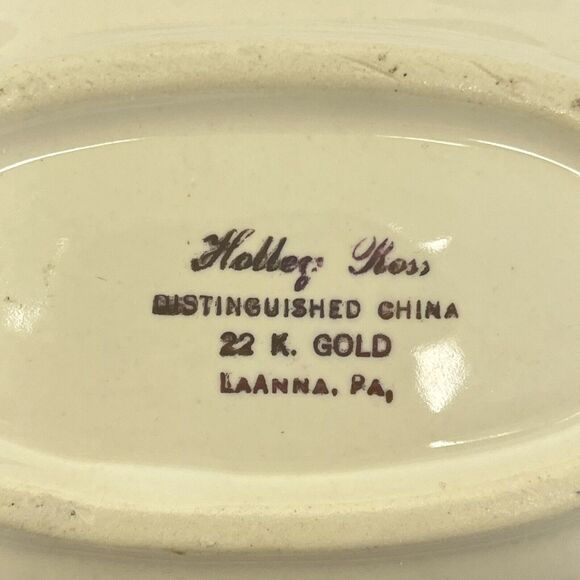 Holley Ross
DISTINGUISHED CHINA
22 K. GOLD
LAANNA, PA,